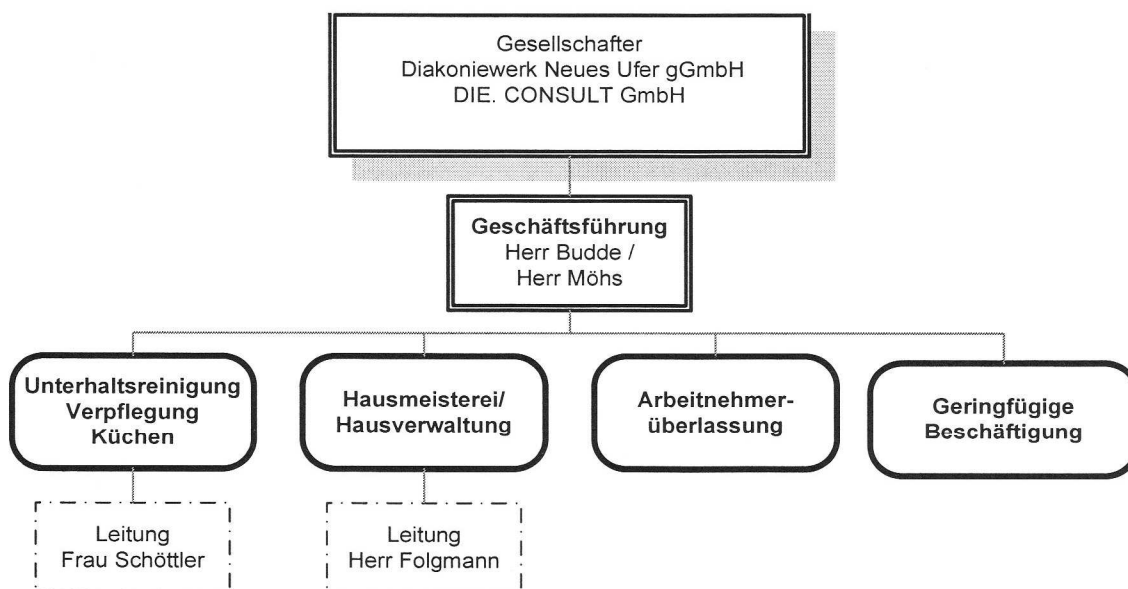 Gesellschafter
Diakoniewerk Neues Ufer gGmbH
DIE. CONSULT GmbH
Geschäftsführung
Herr Budde /
Herr Möhs
Unterhaltsreinigung
Verpflegung
Küchen
Hausmeisterei/
Hausverwaltung
Arbeitnehmer-
überlassung
Geringfügige
Beschäftigung
Leitung
Frau Schöttler
Leitung
Herr Folgmann